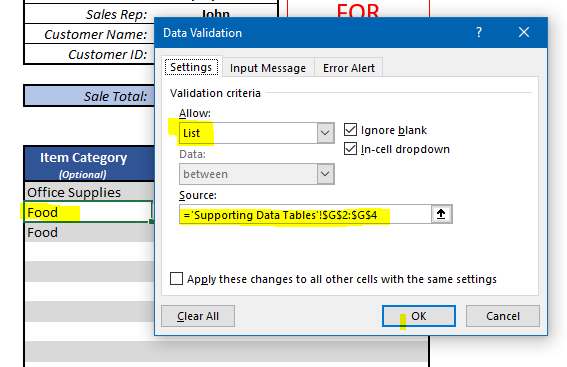 Sales Rep: John FOR
Customer Name:
Customer ID:
Sale Total:
Item Category
(Optional)
Office Supplies
Food
Food
Data Validation ? ×
Settings Input Message Error Alert
Validation criteria
Allow:
List Ignore blank
In-cell dropdown
Data:
between
Source:
='Supporting Data Tables'!$G$2:$G$4
Apply these changes to all other cells with the same settings
Clear All OK Cancel